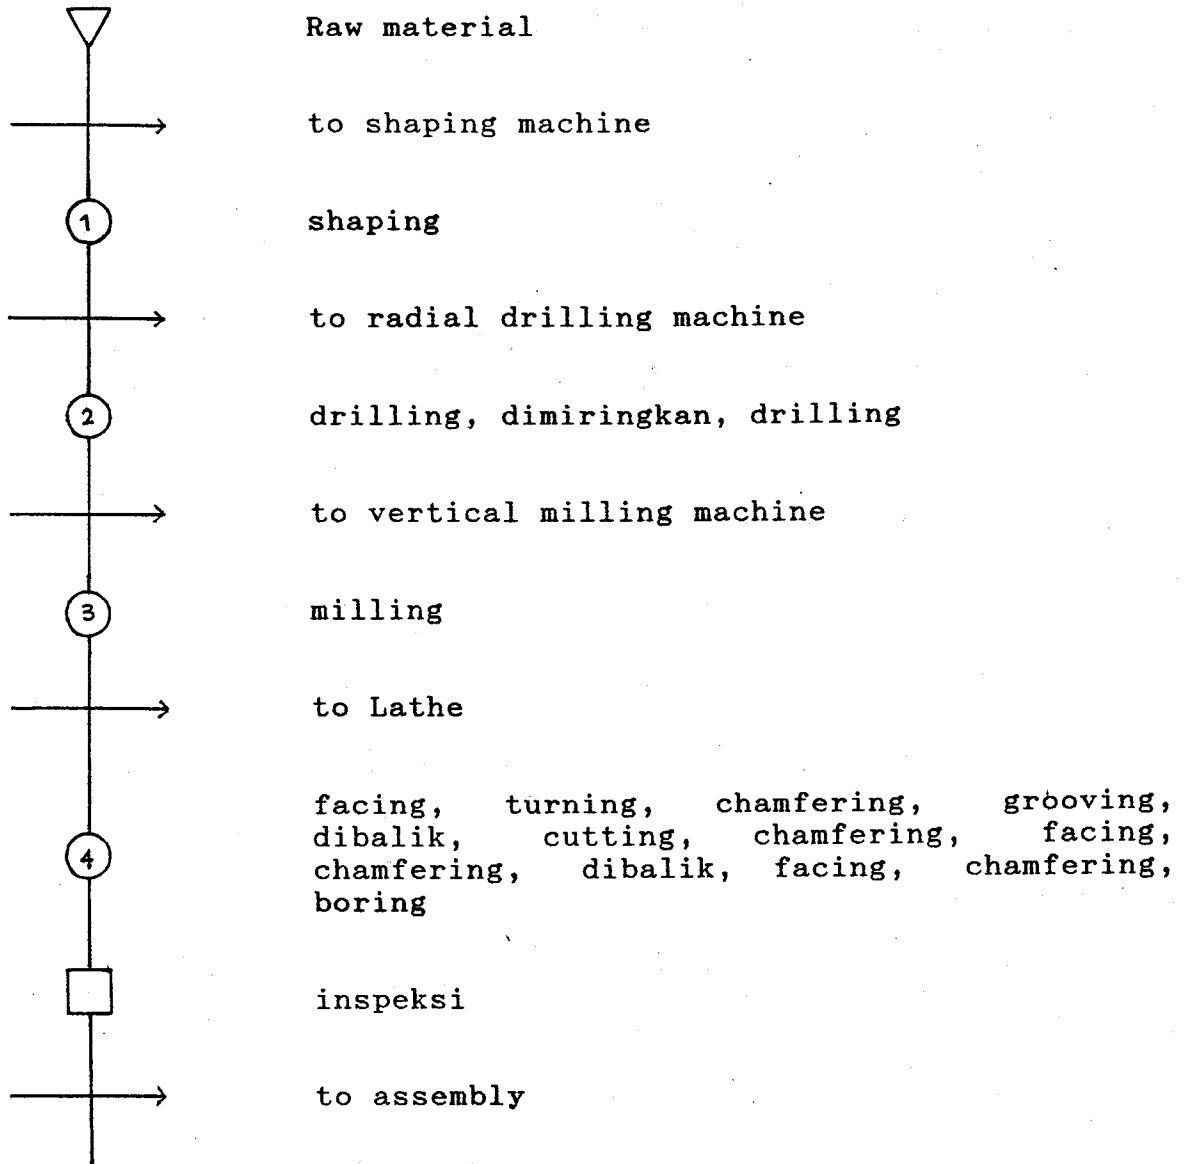 Raw material
to shaping machine
1
shaping
to radial drilling machine
2
drilling, dimiringkan, drilling
to vertical milling machine
3
milling
to Lathe
4
facing, turning, chamfering, grooving,
dibalik, cutting, chamfering, facing,
chamfering, dibalik, facing, chamfering,
boring
inspeksi
to assembly